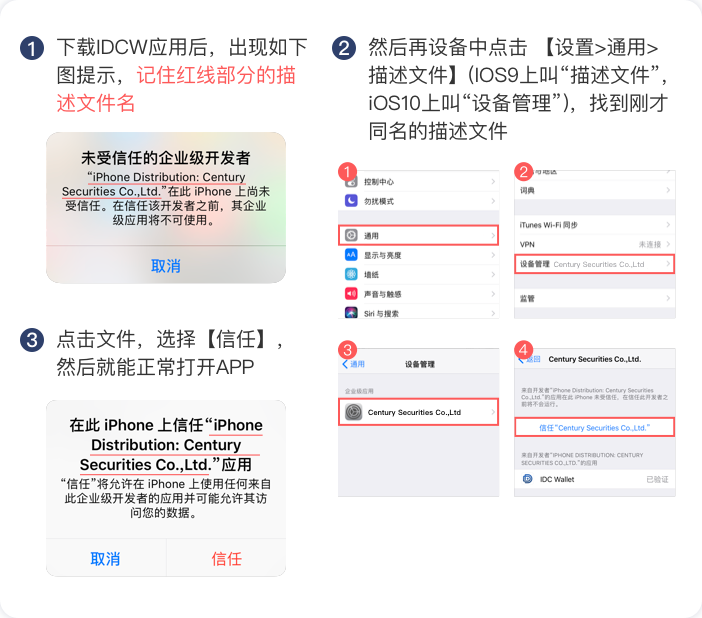 1 下载IDCW应用后，出现如下
图提示，记住红线部分的描
述文件名
未受信任的企业级开发者
“iPhone Distribution: Century
Securities Co.,Ltd.”在此 iPhone 上尚未
受信任。在信任该开发者之前，其企业
级应用将不可使用。
取消
2 然后再设备中点击 【设置>通用>
描述文件】(IOS9上叫“描述文件”，
iOS10上叫“设备管理”)，找到刚才
同名的描述文件
1
控制中心
勿扰模式
通用
AA 显示与亮度
墙纸
声音与触感
Siri 与搜索
2
与地区
词典
iTunes Wi-Fi 同步
VPN 未连接
设备管理 Century Securities Co.,Ltd
监管
3 点击文件，选择【信任】，
然后就能正常打开APP
在此 iPhone 上信任“iPhone
Distribution: Century
Securities Co.,Ltd.”应用
“信任”将允许在 iPhone 上使用任何来自
此企业级开发者的应用并可能允许其访
问您的数据。
取消 信任
3
通用 设备管理
企业级应用
Century Securities Co.,Ltd
4
返回 Century Securities Co.,Ltd.
来自开发者“iPhone Distribution: Century Securities
Co.,Ltd.”的应用在此 iPhone 未受信任。在信任此开发者之
前将不会运行。
信任“Century Securities Co.,Ltd.”
来自开发者“IPHONE DISTRIBUTION: CENTURY
SECURITIES CO.,LTD.”的应用
IDC Wallet 已验证